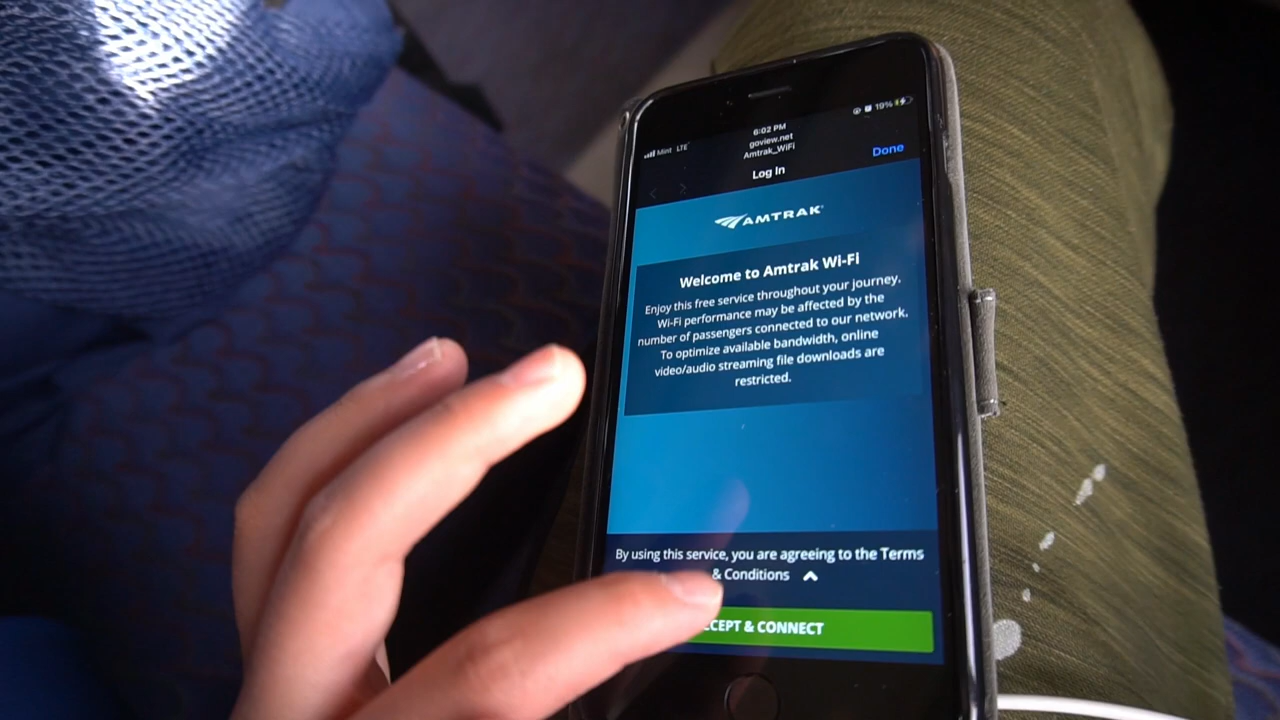 6:02 PM
19%
Mint LTE
goview.net
Amtrak_WiFi
Done
Log In
AMTRAK
Welcome to Amtrak Wi-Fi
Enjoy this free service throughout your journey.
Wi-Fi performance may be affected by the
number of passengers connected to our network.
To optimize available bandwidth, online
video/audio streaming file downloads are
restricted.
By using this service, you are agreeing to the Terms
& Conditions
CCEPT & CONNECT